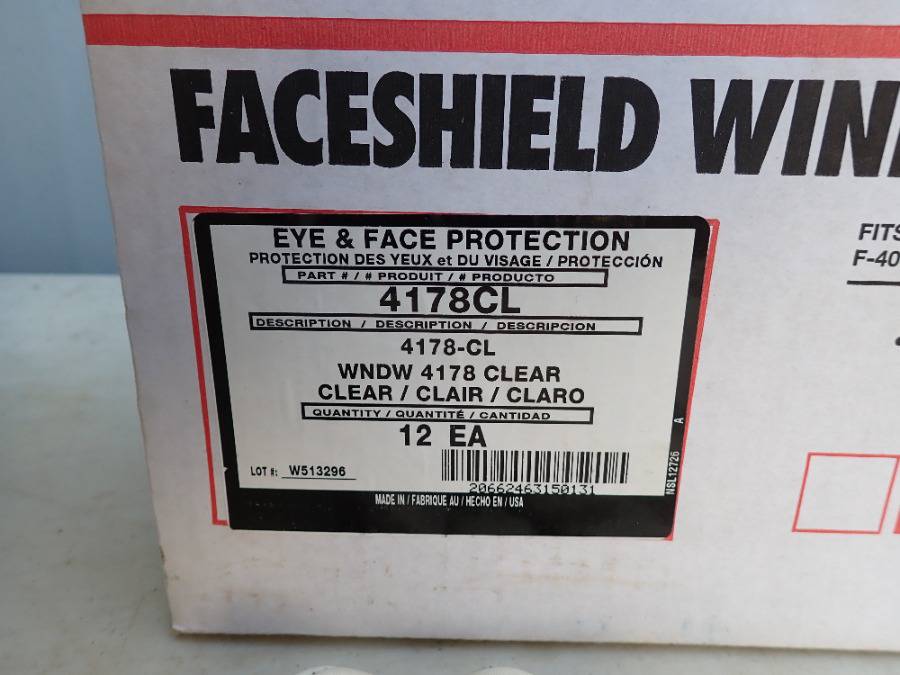 FACESHIELD WIN
FITS
F-40
EYE & FACE PROTECTION
PROTECTION DES YEUX et DU VISAGE / PROTECCIÓN
PART # / # PRODUIT / # PRODUCTO
4178CL
DESCRIPTION / DESCRIPTION / DESCRIPCION
4178-CL
WNDW 4178 CLEAR
CLEAR / CLAIR / CLARO
QUANTITY / QUANTITÉ / CANTIDAD
12 EA
LOT #: W513296
20662463150131
MADE IN / FABRIQUE AU / HECHO EN / USA
NSL12726 A